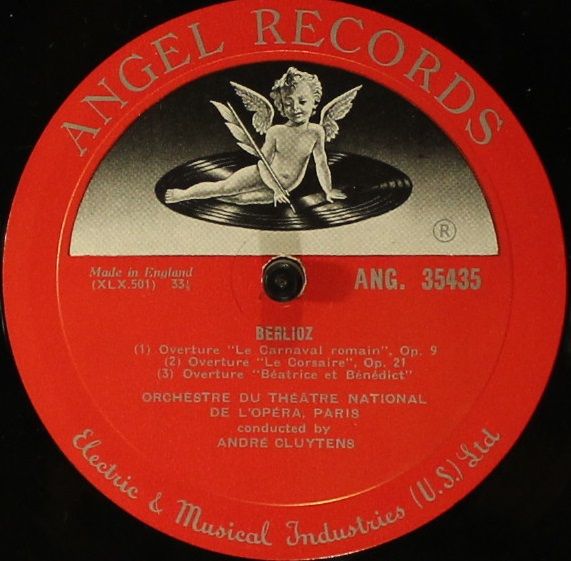 ANGEL RECORDS
®
Made in England
(XLX.501) 33⅓
ANG. 35435
BERLIOZ
(1) Overture "Le Carnaval romain", Op. 9
(2) Overture "Le Corsaire", Op. 21
(3) Overture "Béatrice et Bénédict"
ORCHESTRE DU THÉÂTRE NATIONAL
DE L'OPÉRA, PARIS
conducted by
ANDRÉ CLUYTENS
Electric & Musical Industries (U.S.) Ltd